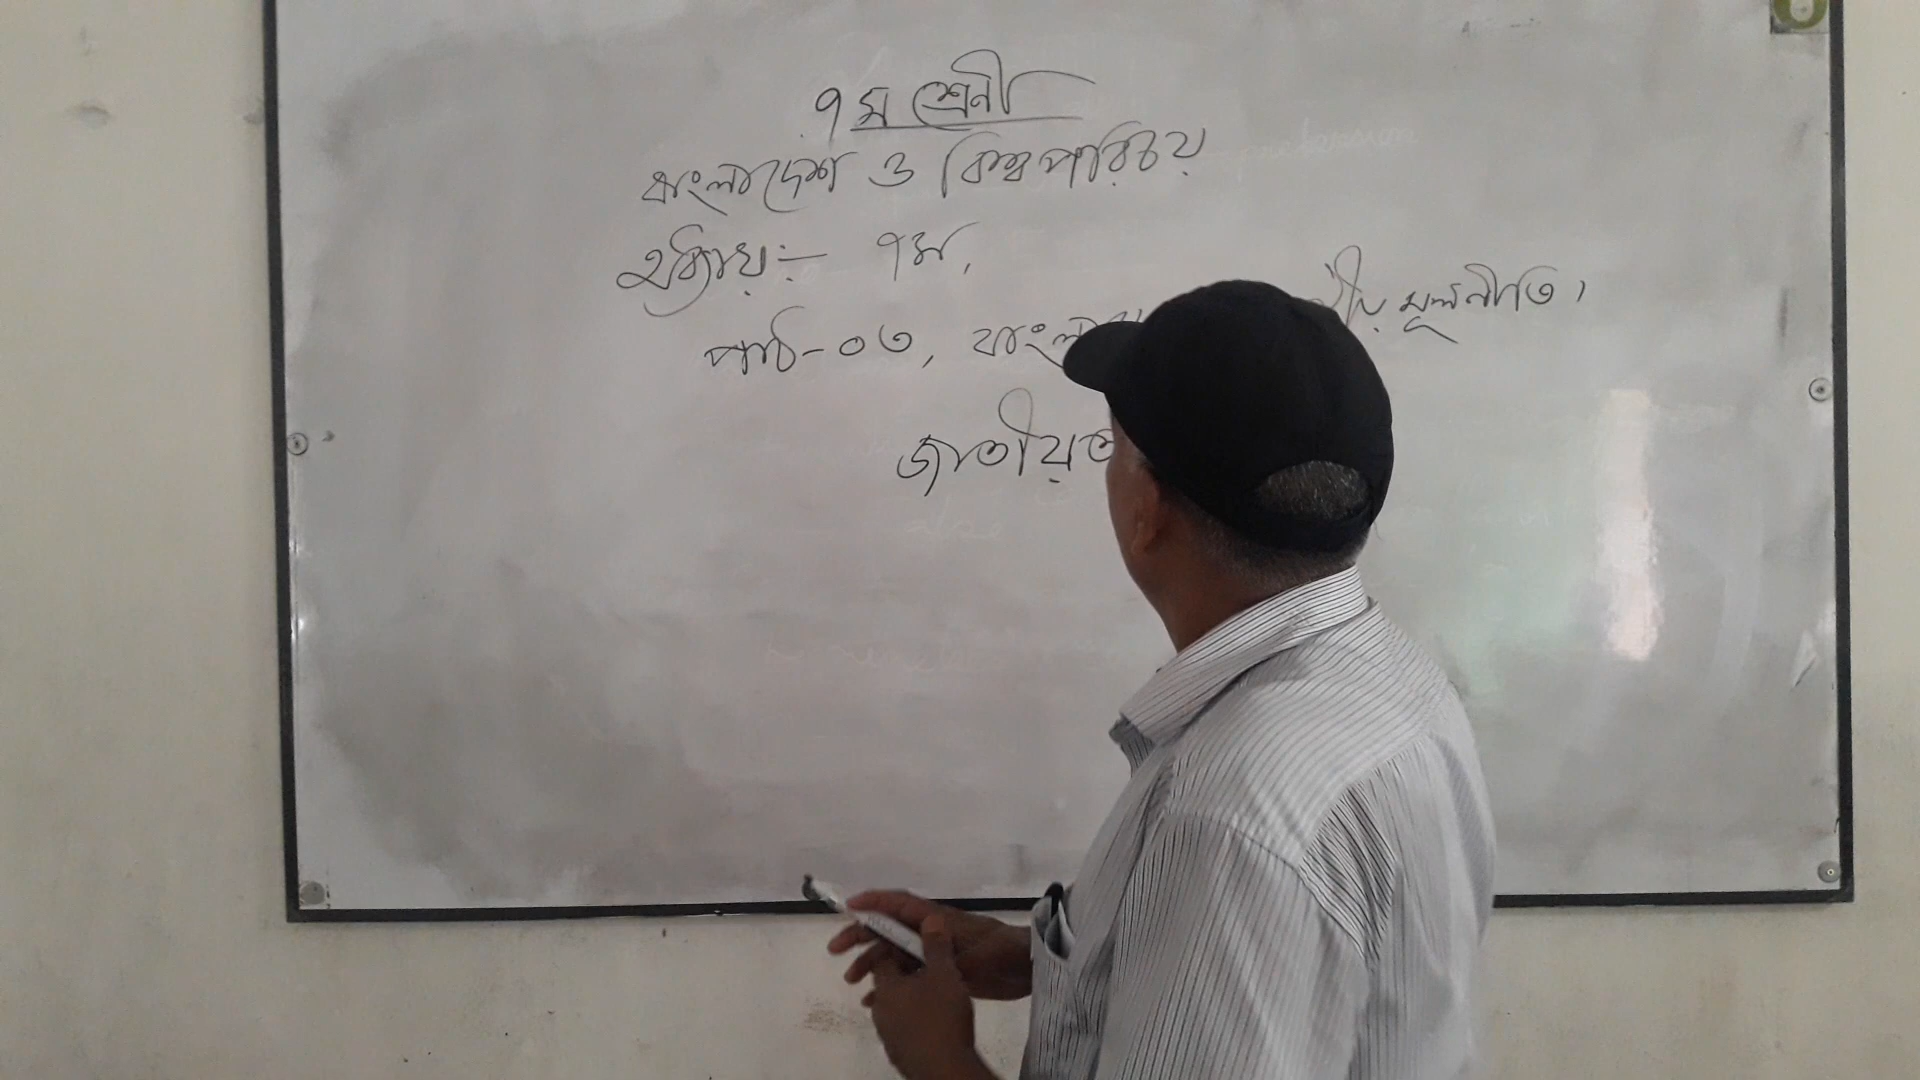 ৭ম শ্রেনী
বাংলাদেশ ও বিশ্বপরিচয়
অধ্যায়:- ৭ম,
পাঠ-০৩, মূলনীতি।